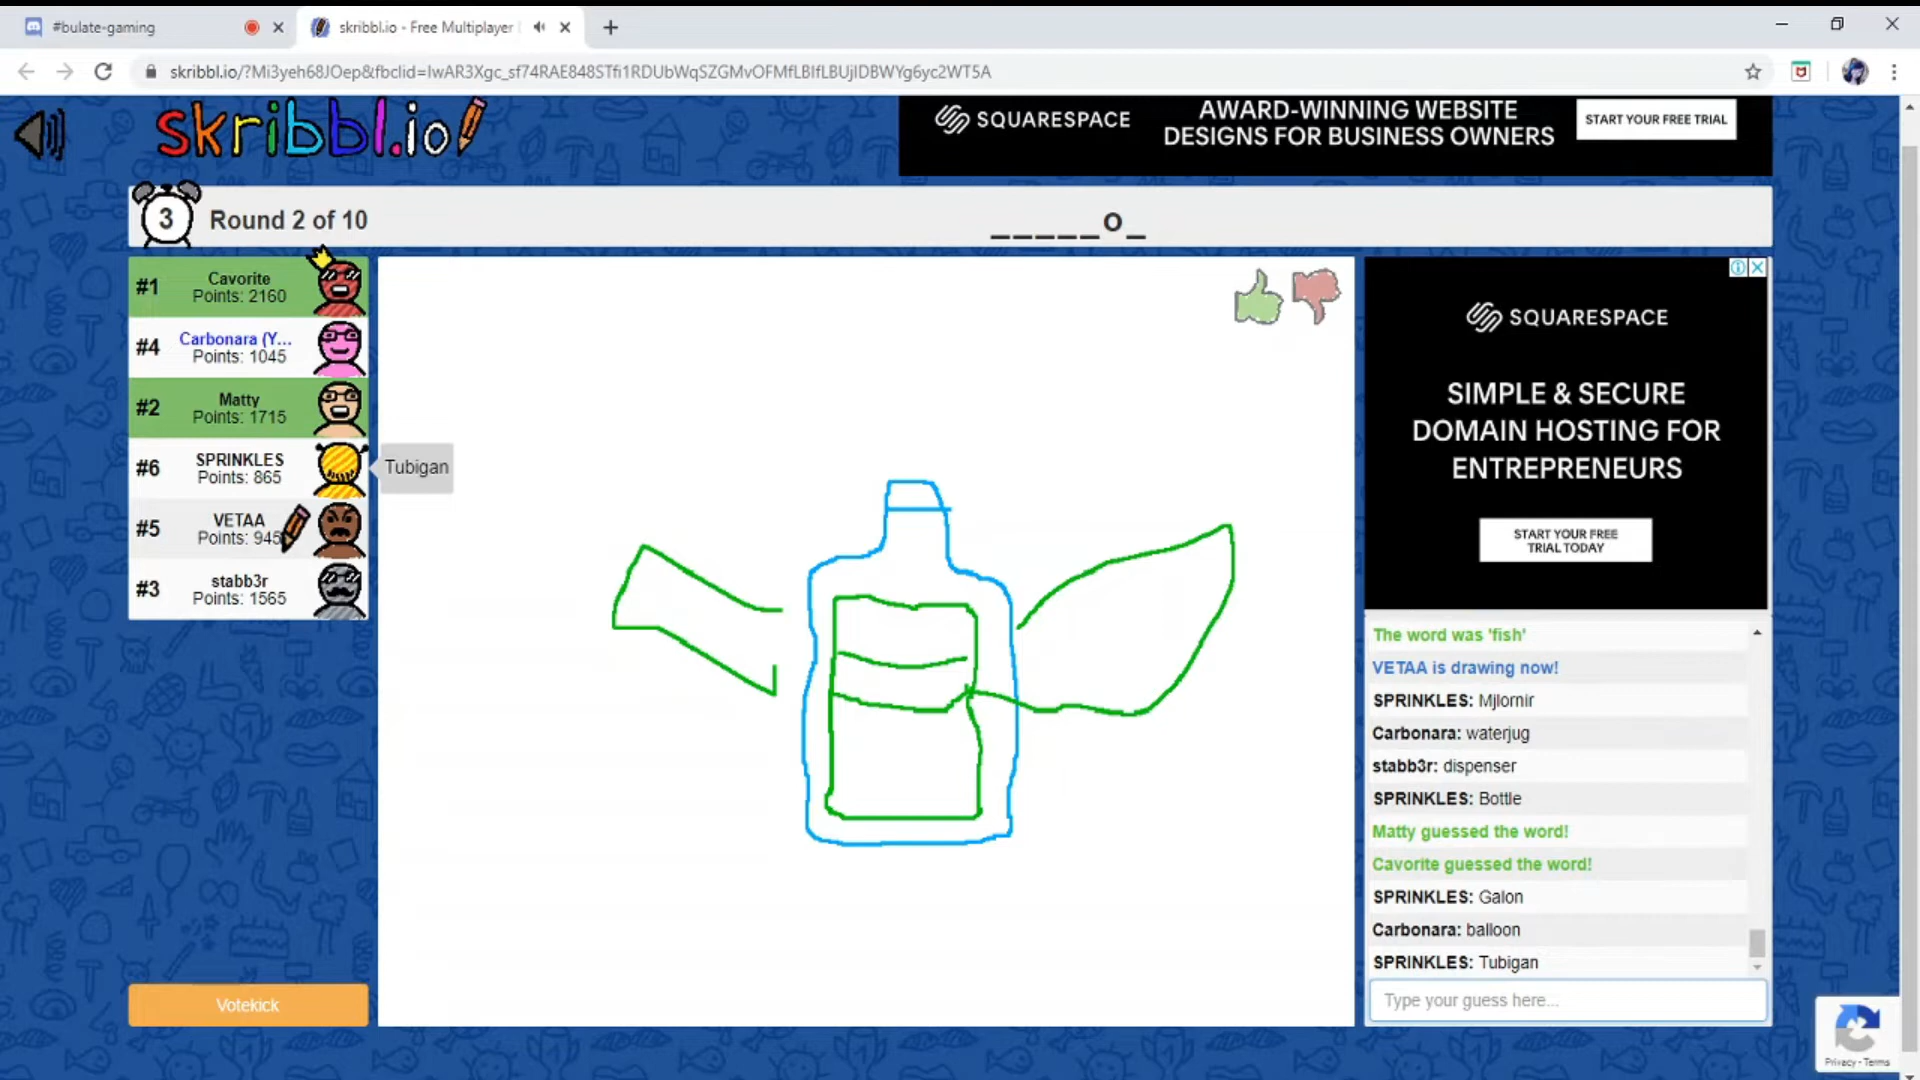 #bulate-gaming
skribbl.io - Free Multiplayer
skribbl.io/?Mi3yeh68JOep&fbclid=IwAR3Xgc_sf74RAE848STfi1RDUbWqSZGMvOFMfLBIfLBUjIDBWYg6yc2WT5A
skribbl.io
SQUARESPACE
AWARD-WINNING WEBSITE
DESIGNS FOR BUSINESS OWNERS
START YOUR FREE TRIAL
3
Round 2 of 10
_____o_
#1
Cavorite
Points: 2160
#4
Carbonara (Y...
Points: 1045
#2
Matty
Points: 1715
#6
SPRINKLES
Points: 865
Tubigan
#5
VETAA
Points: 945
#3
stabb3r
Points: 1565
Votekick
SQUARESPACE
SIMPLE & SECURE
DOMAIN HOSTING FOR
ENTREPRENEURS
START YOUR FREE
TRIAL TODAY
The word was 'fish'
VETAA is drawing now!
SPRINKLES: Mjlornir
Carbonara: waterjug
stabb3r: dispenser
SPRINKLES: Bottle
Matty guessed the word!
Cavorite guessed the word!
SPRINKLES: Galon
Carbonara: balloon
SPRINKLES: Tubigan
Type your guess here...
Privacy - Terms